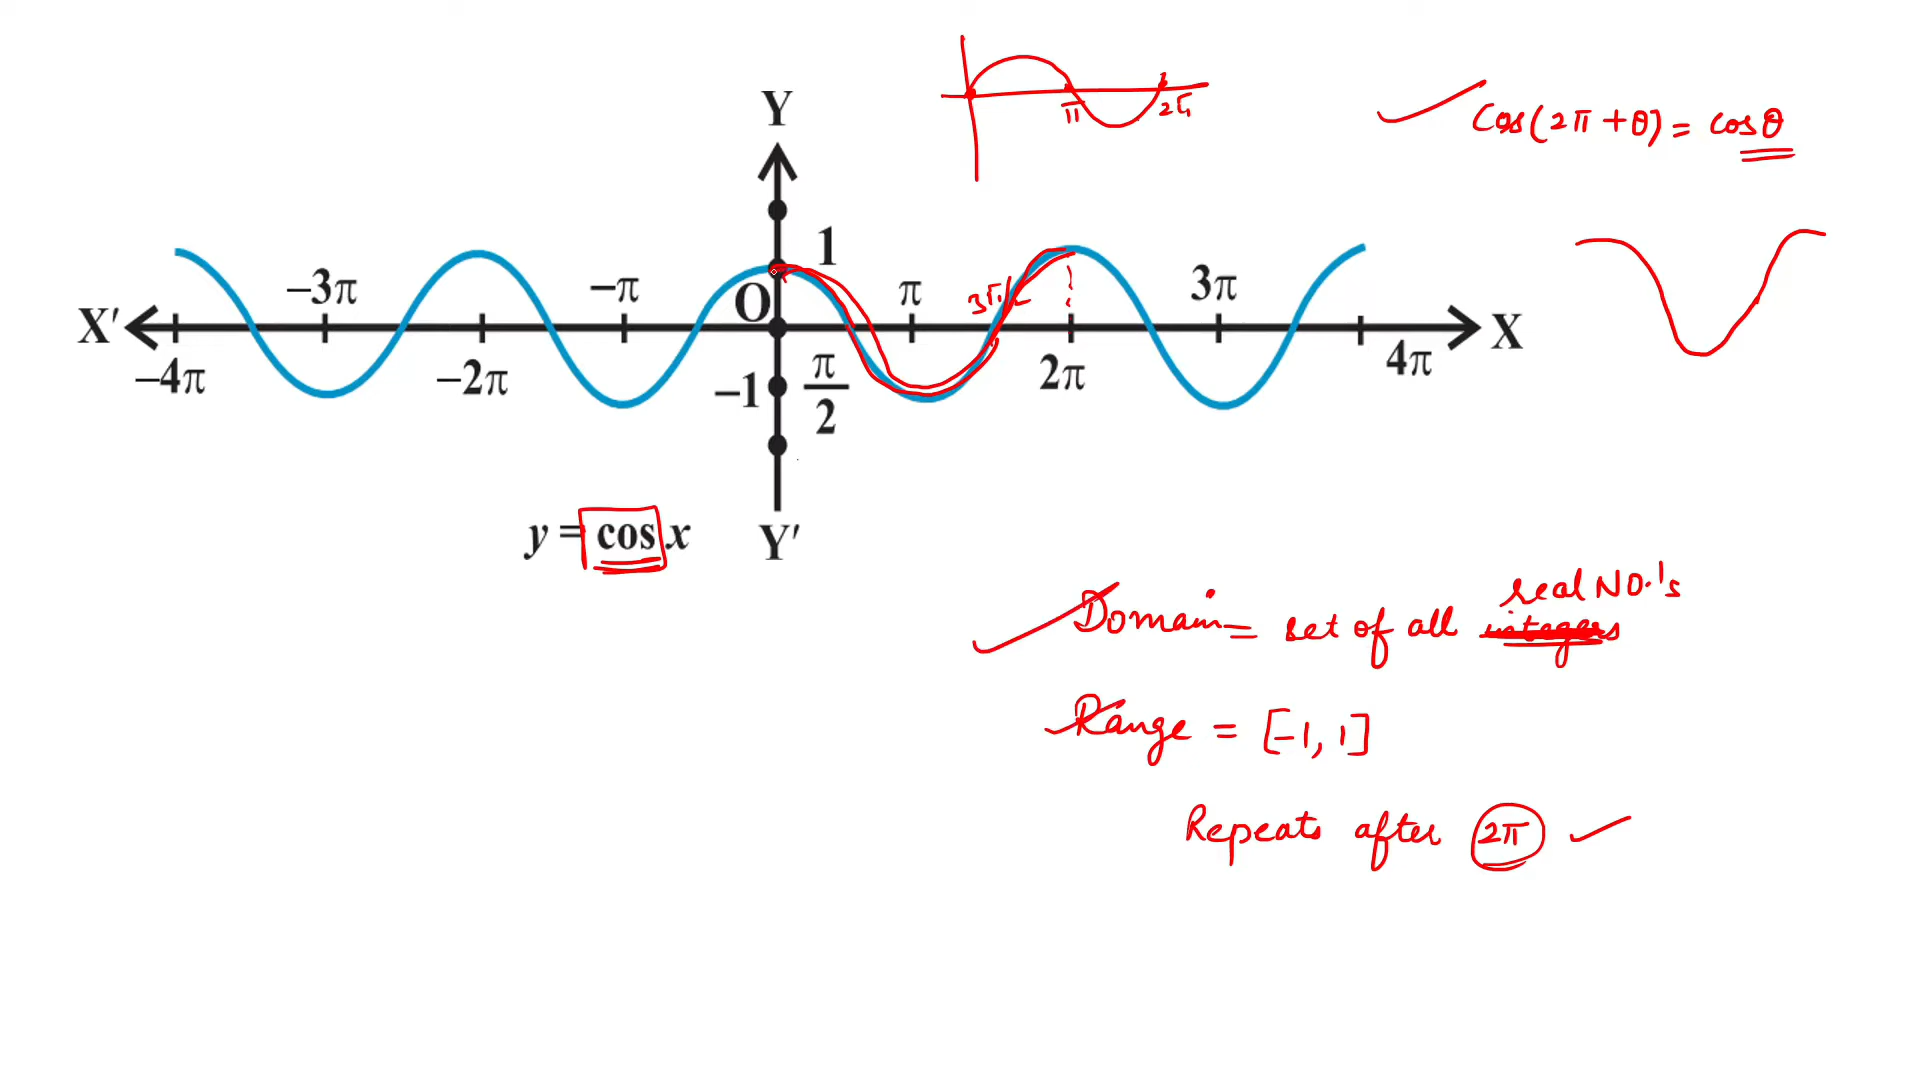 π 2π
Cos(2π + θ) = cosθ
Y
1
-3π -π O π 3π/2 3π
X′ X
-4π -2π -1 π/2 2π 4π
y = cos x
Y′
real No.'s
Domain = set of all integers
Range = [-1, 1]
Repeats after 2π